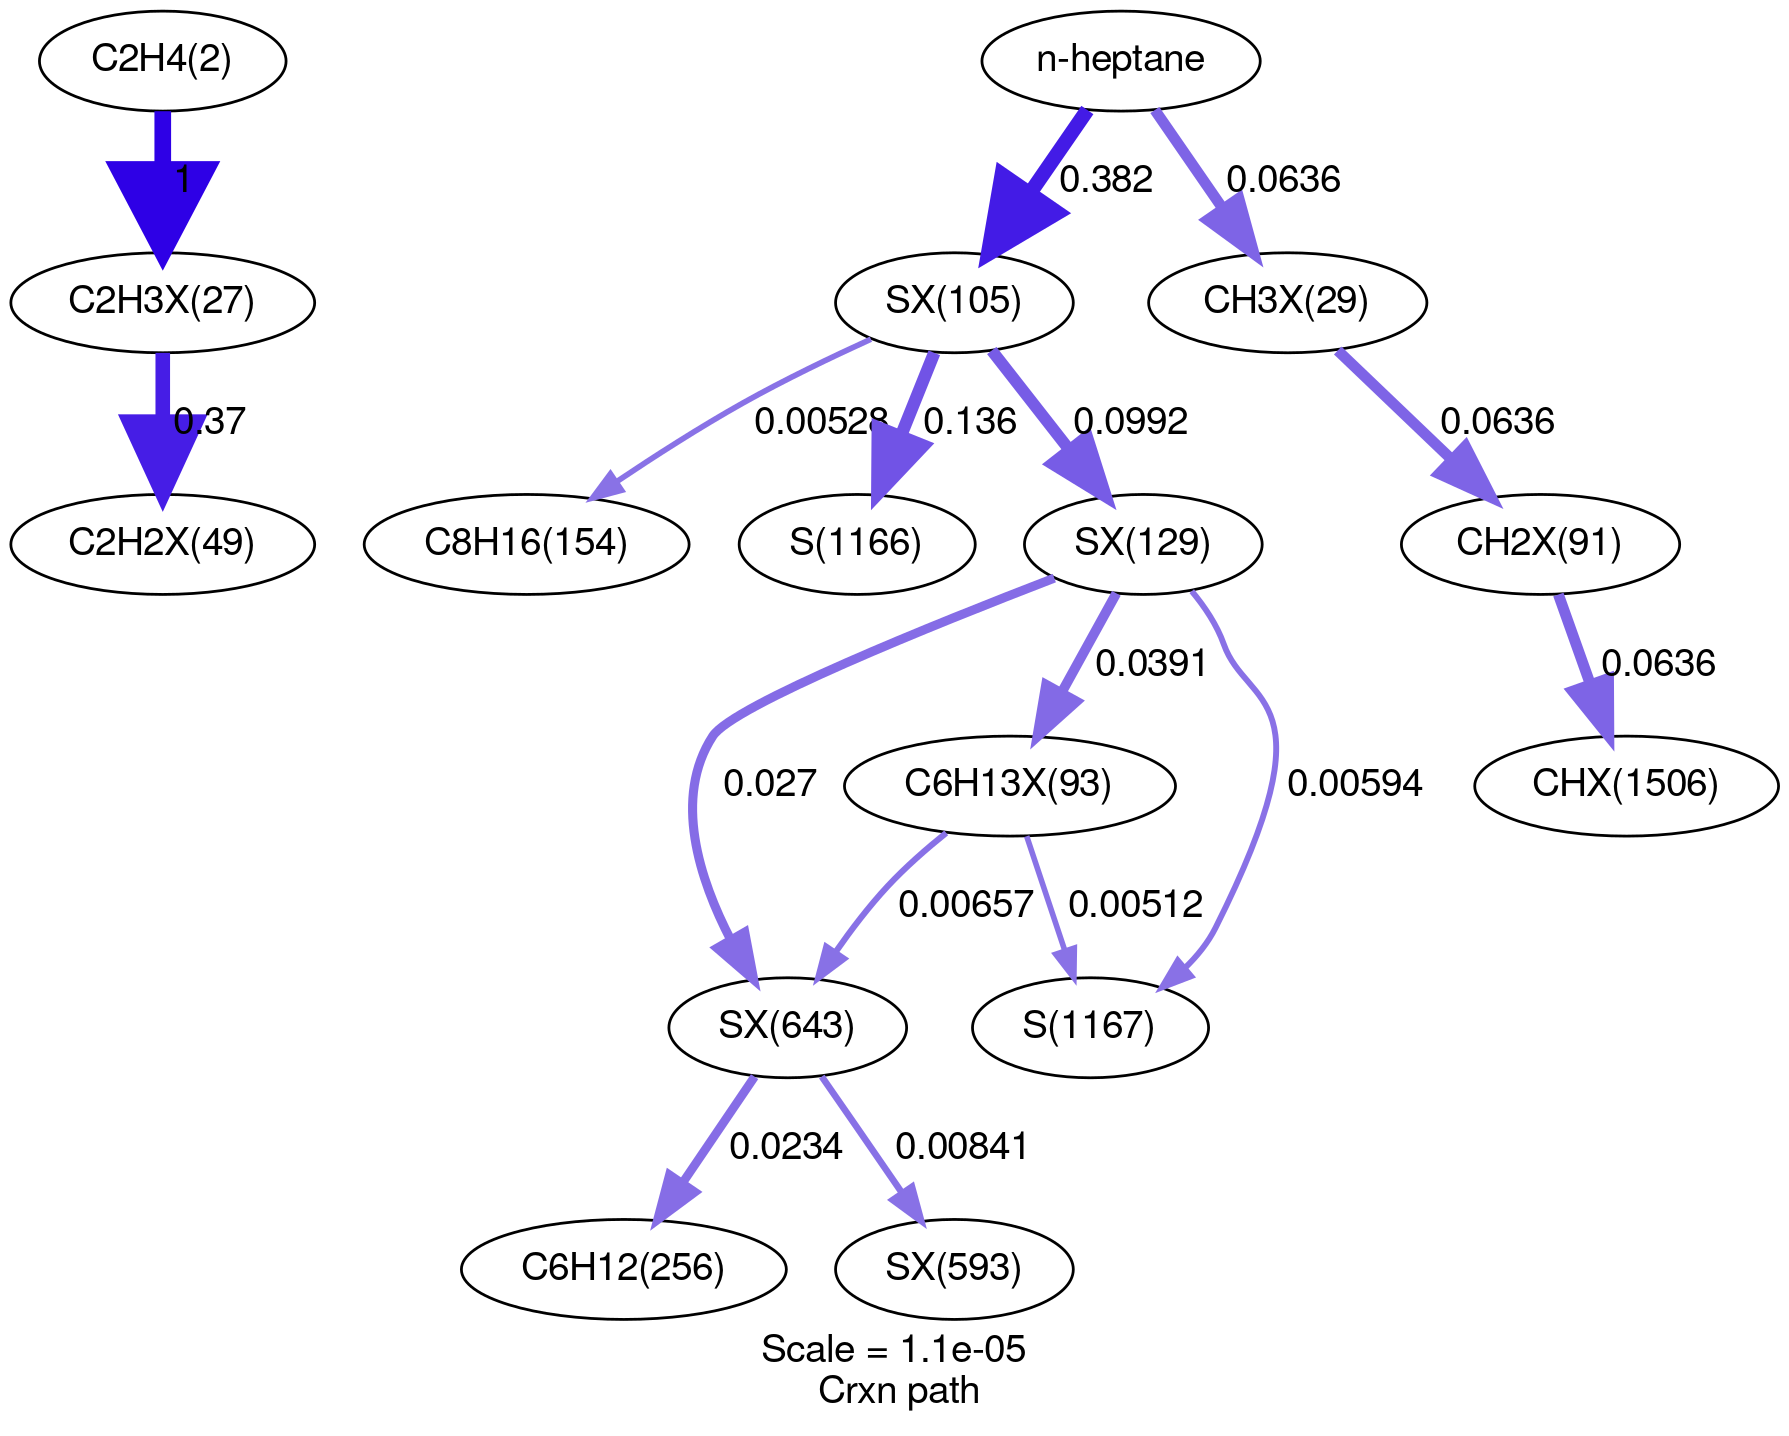 C2H4(2)
n-heptane
1
0.382
0.0636
C2H3X(27)
SX(105)
CH3X(29)
0.37
0.00528
0.136
0.0992
0.0636
C2H2X(49)
C8H16(154)
S(1166)
SX(129)
CH2X(91)
0.0391
0.0636
0.027
C6H13X(93)
0.00594
CHX(1506)
0.00657
0.00512
SX(643)
S(1167)
0.0234
0.00841
C6H12(256)
SX(593)
Scale = 1.1e-05
Crxn path